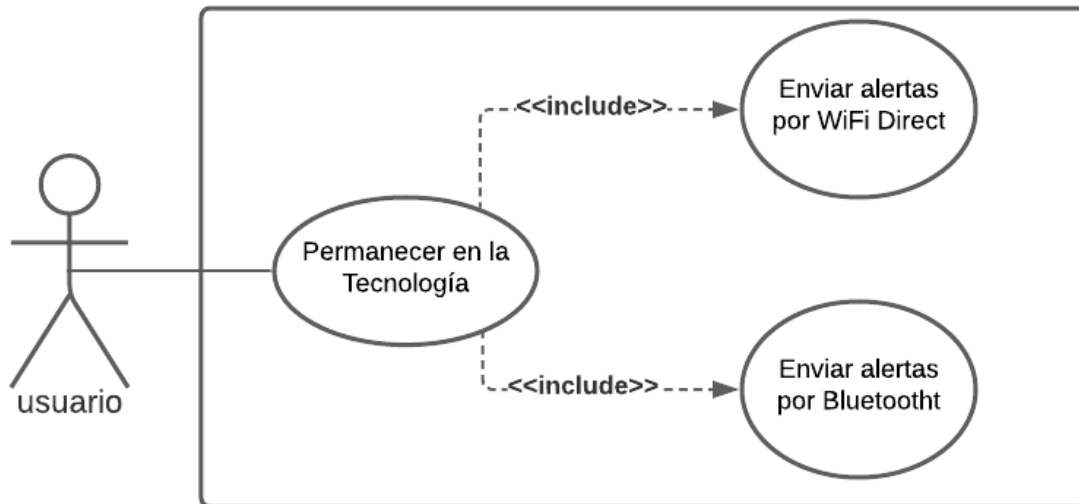 <<include>>
Enviar alertas
por WiFi Direct
Permanecer en la
Tecnología
<<include>>
Enviar alertas
por Bluetootht
usuario